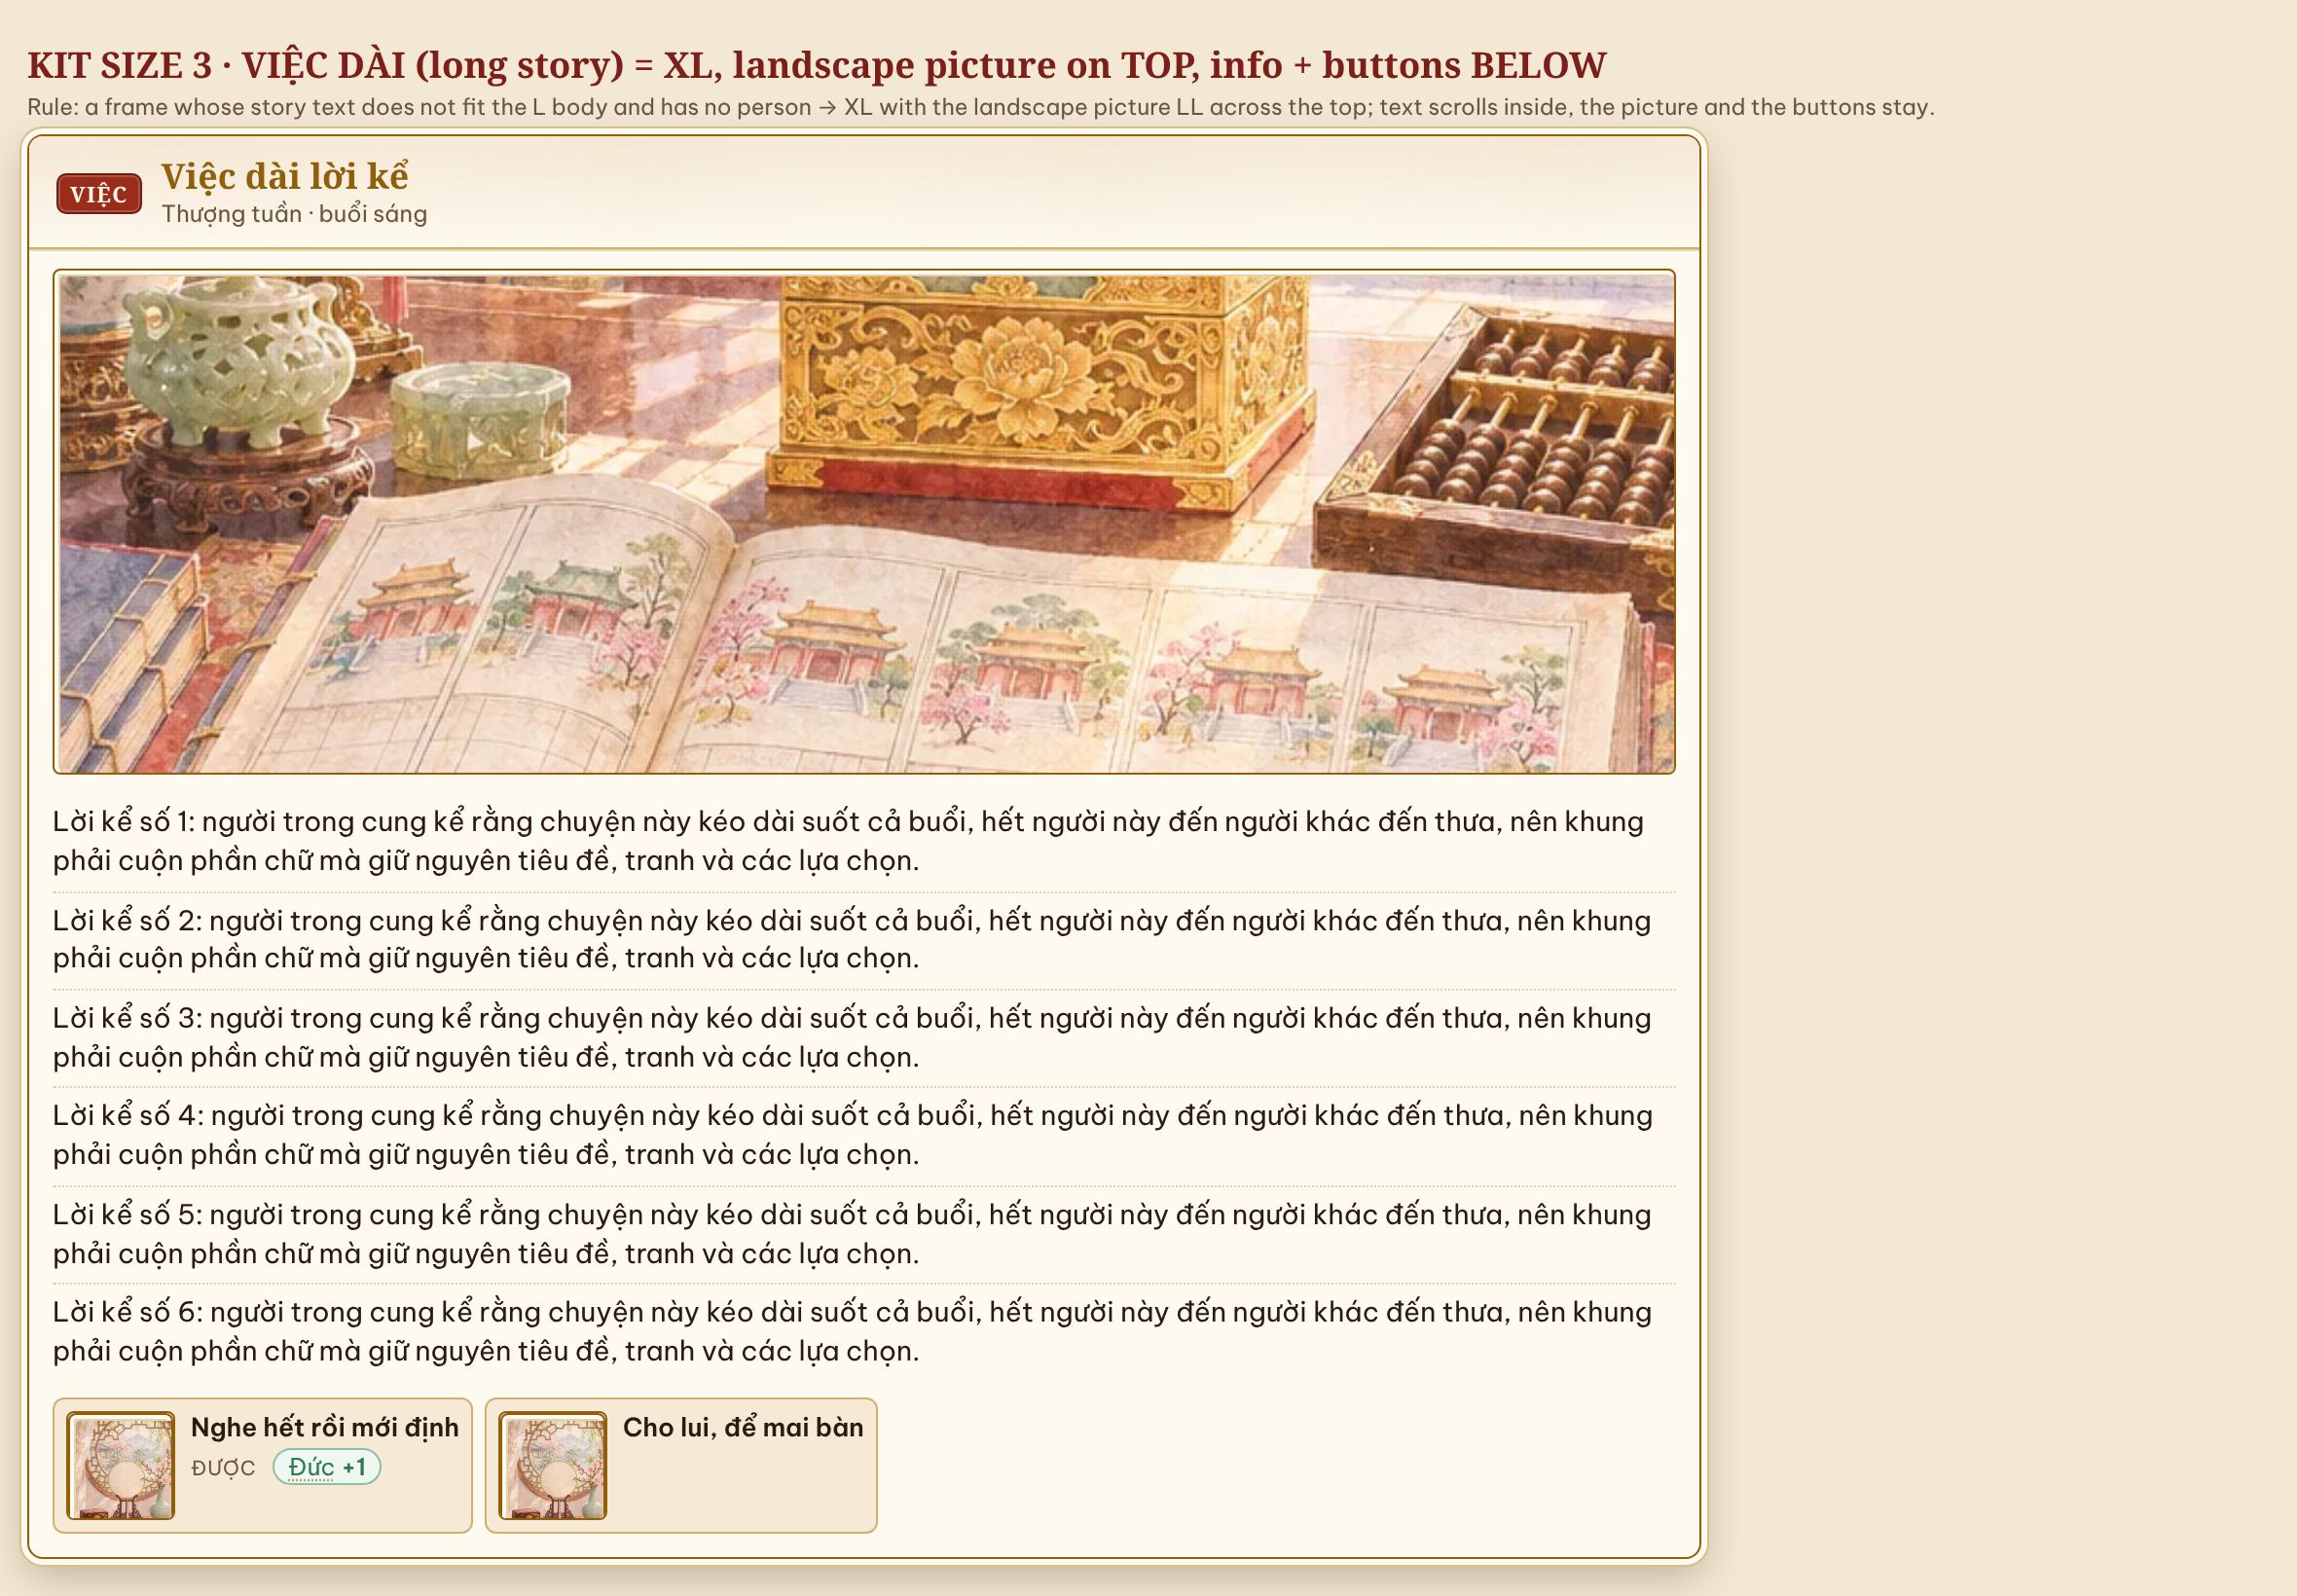 KIT SIZE 3 · VIỆC DÀI (long story) = XL, landscape picture on TOP, info + buttons BELOW
Rule: a frame whose story text does not fit the L body and has no person → XL with the landscape picture LL across the top; text scrolls inside, the picture and the buttons stay.
VIỆC
Việc dài lời kể
Thượng tuần · buổi sáng
Lời kể số 1: người trong cung kể rằng chuyện này kéo dài suốt cả buổi, hết người này đến người khác đến thưa, nên khung
phải cuộn phần chữ mà giữ nguyên tiêu đề, tranh và các lựa chọn.
Lời kể số 2: người trong cung kể rằng chuyện này kéo dài suốt cả buổi, hết người này đến người khác đến thưa, nên khung
phải cuộn phần chữ mà giữ nguyên tiêu đề, tranh và các lựa chọn.
Lời kể số 3: người trong cung kể rằng chuyện này kéo dài suốt cả buổi, hết người này đến người khác đến thưa, nên khung
phải cuộn phần chữ mà giữ nguyên tiêu đề, tranh và các lựa chọn.
Lời kể số 4: người trong cung kể rằng chuyện này kéo dài suốt cả buổi, hết người này đến người khác đến thưa, nên khung
phải cuộn phần chữ mà giữ nguyên tiêu đề, tranh và các lựa chọn.
Lời kể số 5: người trong cung kể rằng chuyện này kéo dài suốt cả buổi, hết người này đến người khác đến thưa, nên khung
phải cuộn phần chữ mà giữ nguyên tiêu đề, tranh và các lựa chọn.
Lời kể số 6: người trong cung kể rằng chuyện này kéo dài suốt cả buổi, hết người này đến người khác đến thưa, nên khung
phải cuộn phần chữ mà giữ nguyên tiêu đề, tranh và các lựa chọn.
Nghe hết rồi mới định
ĐƯỢC Đức +1
Cho lui, để mai bàn